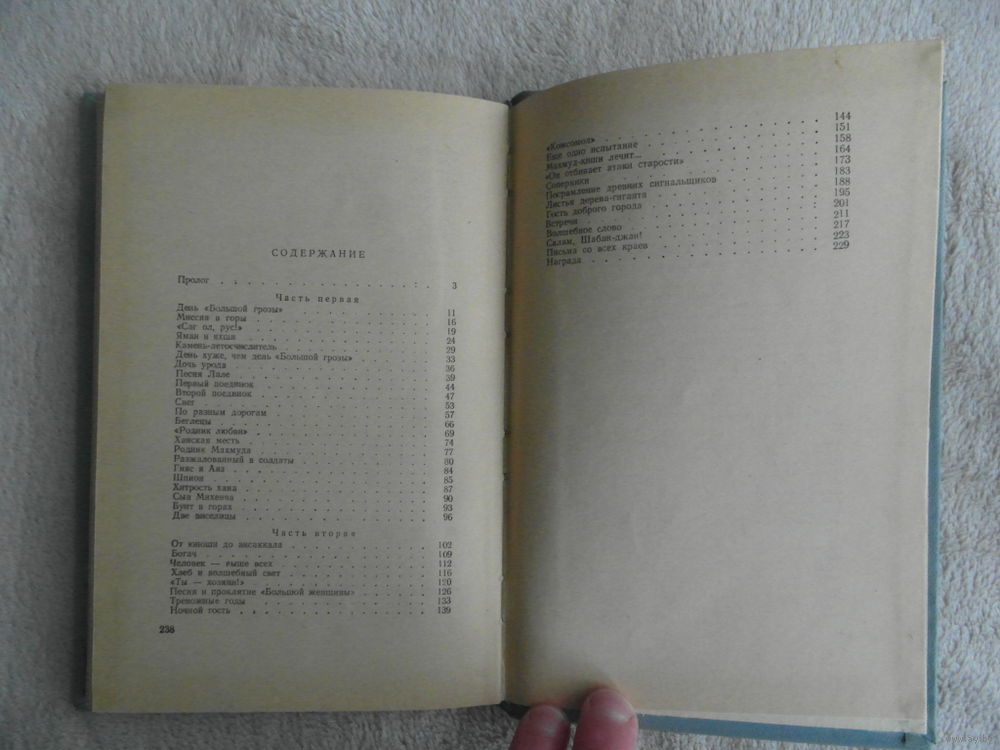 СОДЕРЖАНИЕ
Пролог 3
Часть первая
День «Большой грозы» 11
Миссия в горы 16
«Саг ол, рус!» 19
Яман и яхши 24
Камень-летосчислитель 29
День хуже, чем день «Большой грозы» 33
Дочь урода 36
Песня Лале 39
Первый поединок 44
Второй поединок 47
Свет 53
По разным дорогам 57
Беглецы 66
«Родник любви» 69
Ханская месть 74
Родник Махмуда 77
Разжалованный в солдаты 80
Гияс и Аяз 84
Шпион 85
Хитрость хана 87
Сын Михеича 90
Бунт в горах 93
Две виселицы 96
Часть вторая
От юноши до аксакала 102
Богач 109
Человек — выше всех 112
Хлеб и волшебный свет 116
«Ты — хозяин!» 120
Песня и проклятие «Большой женщины» 126
Тревожные годы 133
Ночной гость 139
238
«Комсомол» 144
Еще одно испытание 151
Махмуд-киши лечит... 158
«Он отбивает атаки старости» 164
Соперники 173
Посрамление древних сигнальщиков 183
Листья дерева-гиганта 188
Гость доброго города 195
Встречи 201
Волшебное слово 211
Салам, Шабан-джан! 217
Письма со всех краев 223
Награда 229